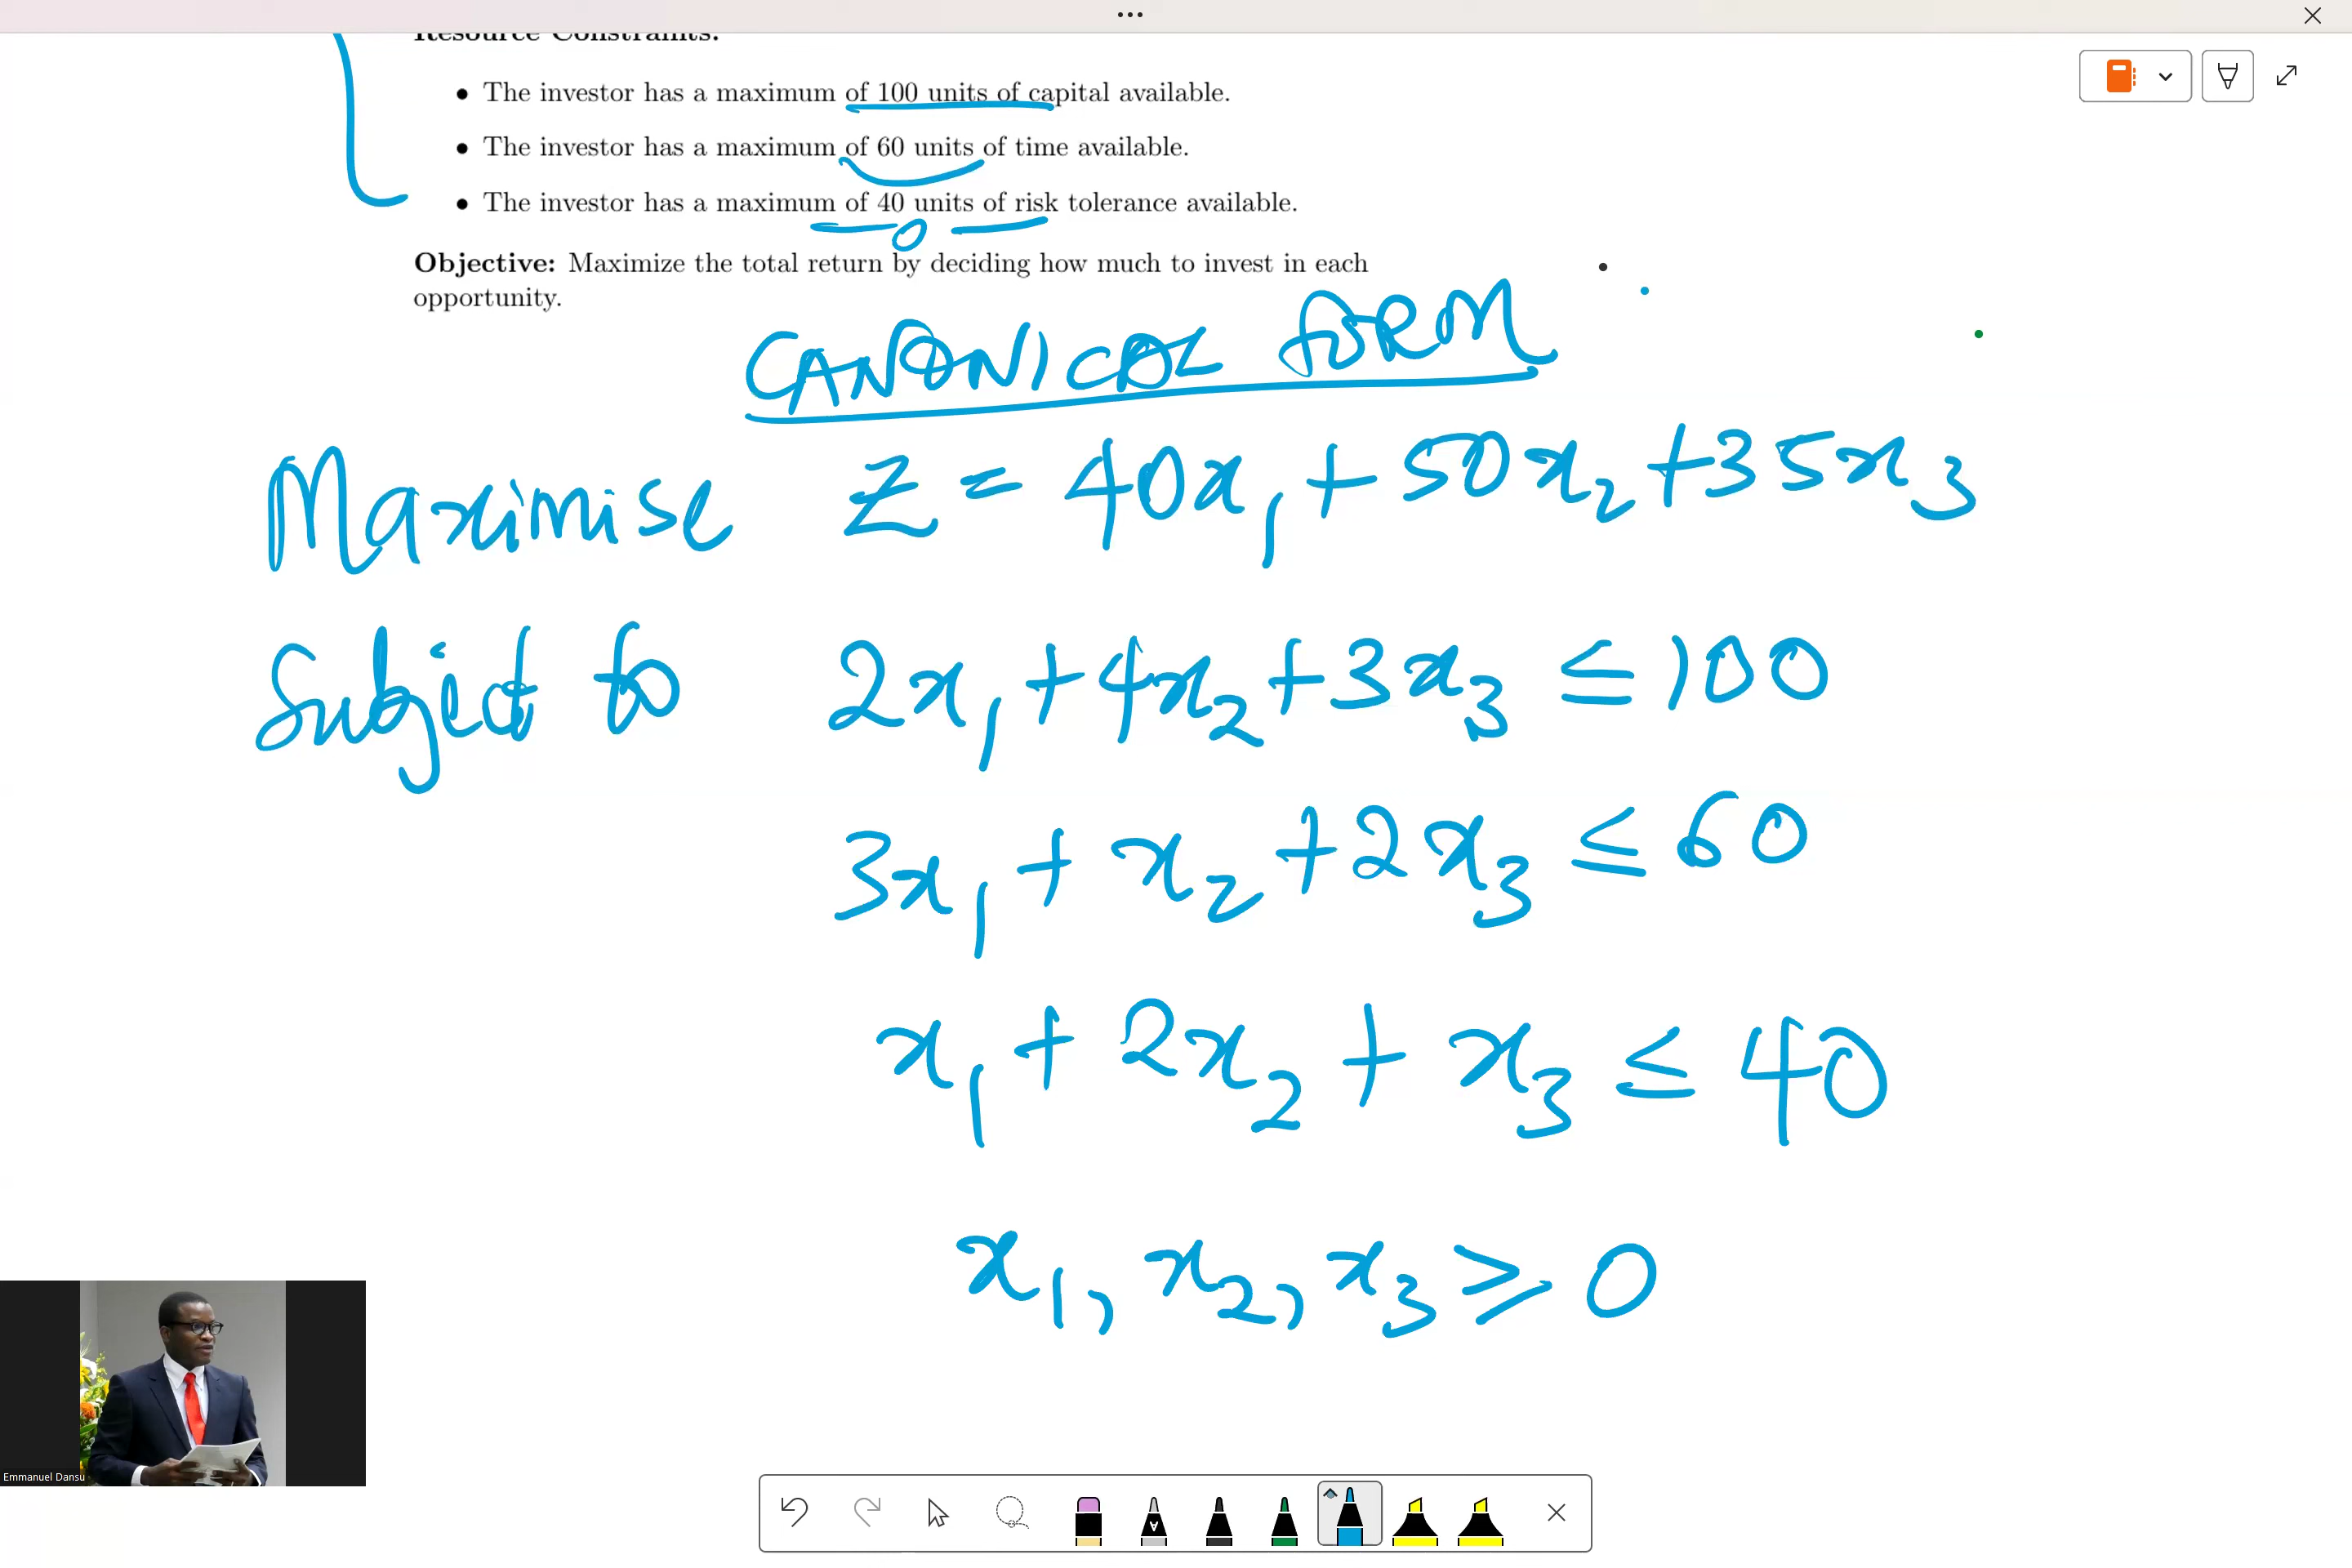 Resource Constraints:
• The investor has a maximum of 100 units of capital available.
• The investor has a maximum of 60 units of time available.
• The investor has a maximum of 40 units of risk tolerance available.
Objective: Maximize the total return by deciding how much to invest in each
opportunity.
CANONICAL FORM
Maximise z = 40x₁ + 50x₂ + 35x₃
Subject to 2x₁ + 4x₂ + 3x₃ ≤ 100
3x₁ + x₂ + 2x₃ ≤ 60
x₁ + 2x₂ + x₃ ≤ 40
x₁, x₂, x₃ ≥ 0
Emmanuel Dansu